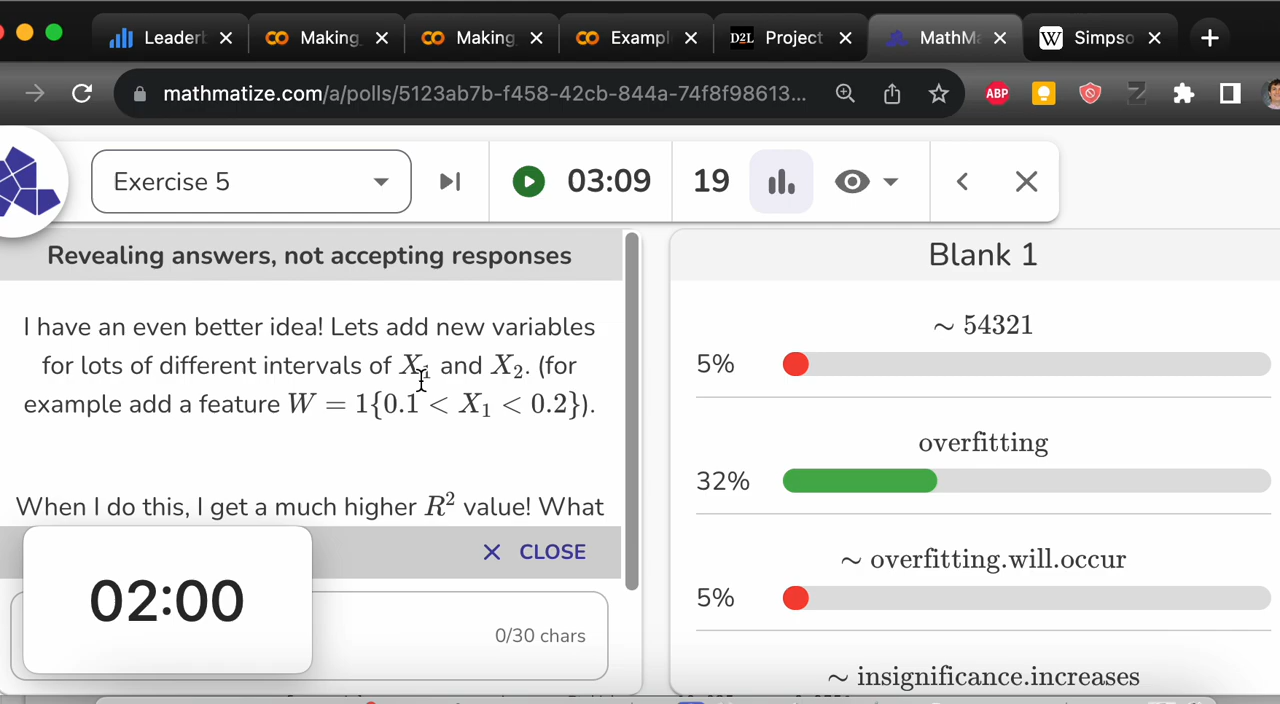 Leaderb
Making
Making
Exampl
D2L Project
MathMa
W Simpso
mathmatize.com/a/polls/5123ab7b-f458-42cb-844a-74f8f98613...
ABP
Exercise 5
03:09
19
Revealing answers, not accepting responses
I have an even better idea! Lets add new variables
for lots of different intervals of X₁ and X₂. (for
example add a feature W = 1{0.1 < X₁ < 0.2}).
When I do this, I get a much higher R² value! What
CLOSE
02:00
0/30 chars
Blank 1
~ 54321
5%
overfitting
32%
~ overfitting.will.occur
5%
~ insignificance.increases